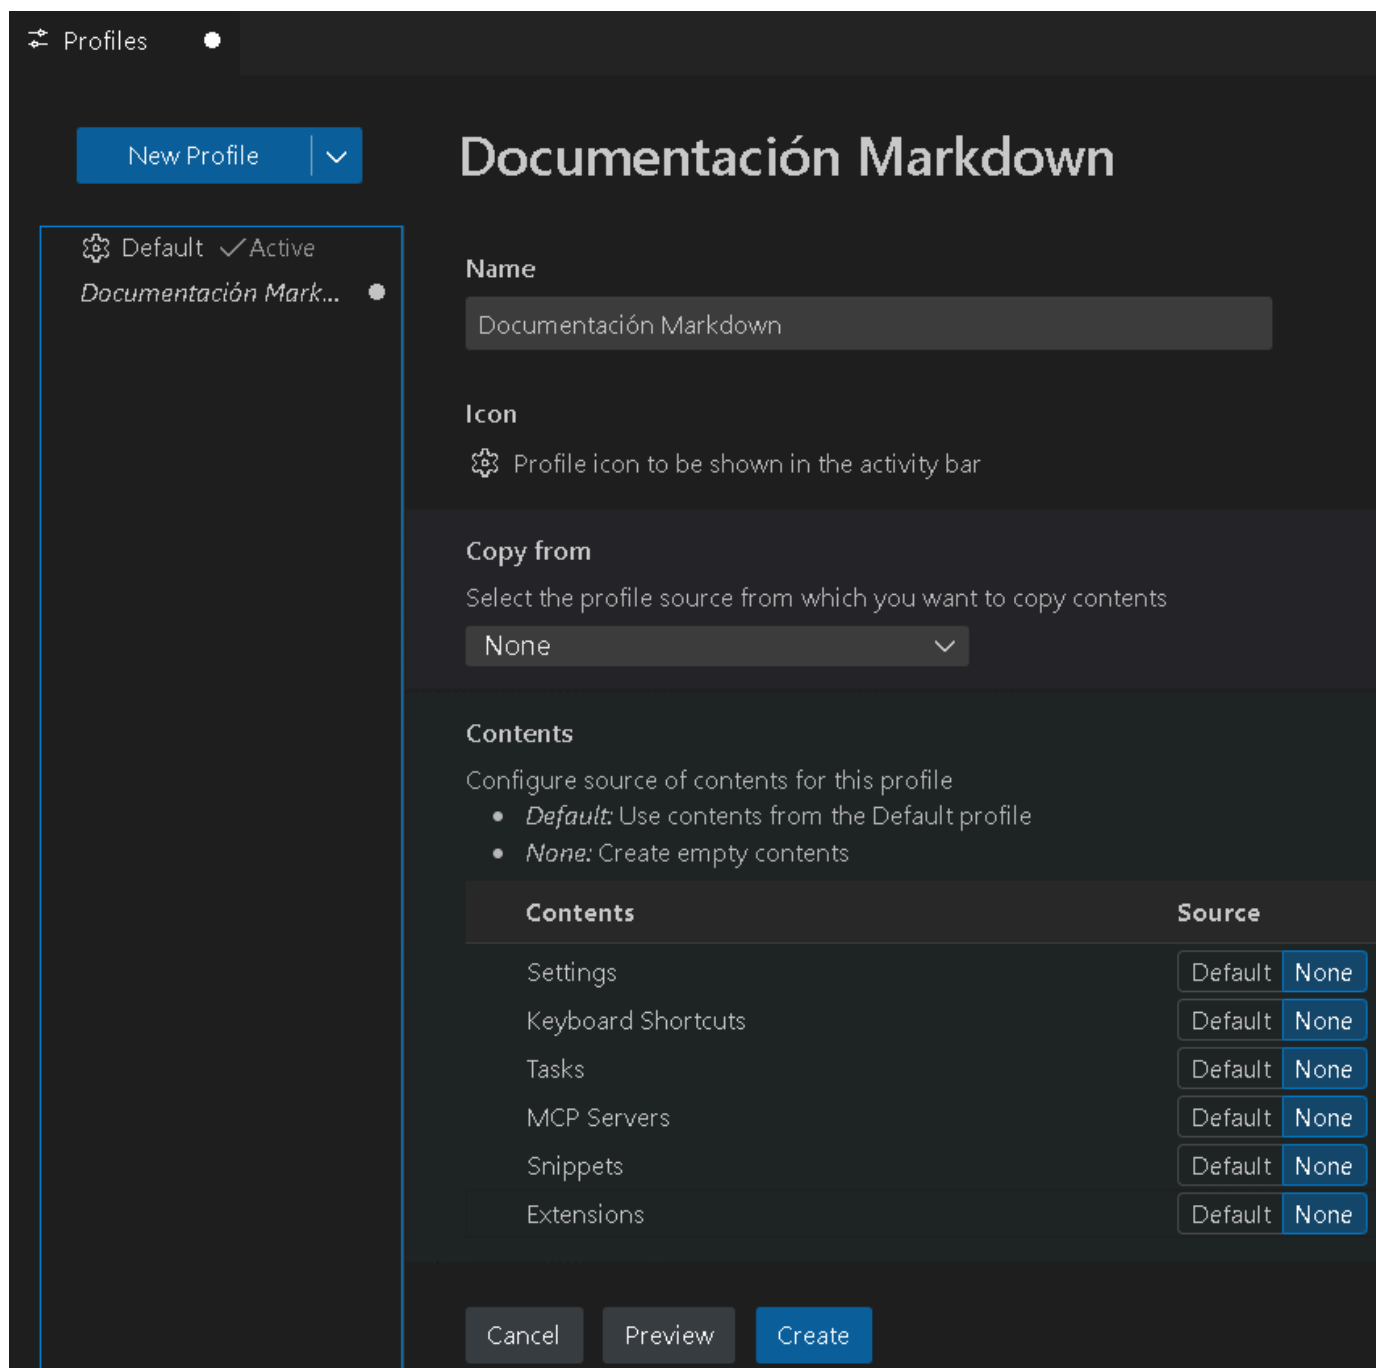 Profiles
New Profile
Default Active
Documentación Mark...
Documentación Markdown
Name
Documentación Markdown
Icon
Profile icon to be shown in the activity bar
Copy from
Select the profile source from which you want to copy contents
None
Contents
Configure source of contents for this profile
• Default: Use contents from the Default profile
• None: Create empty contents
Contents Source
Settings Default None
Keyboard Shortcuts Default None
Tasks Default None
MCP Servers Default None
Snippets Default None
Extensions Default None
Cancel Preview Create